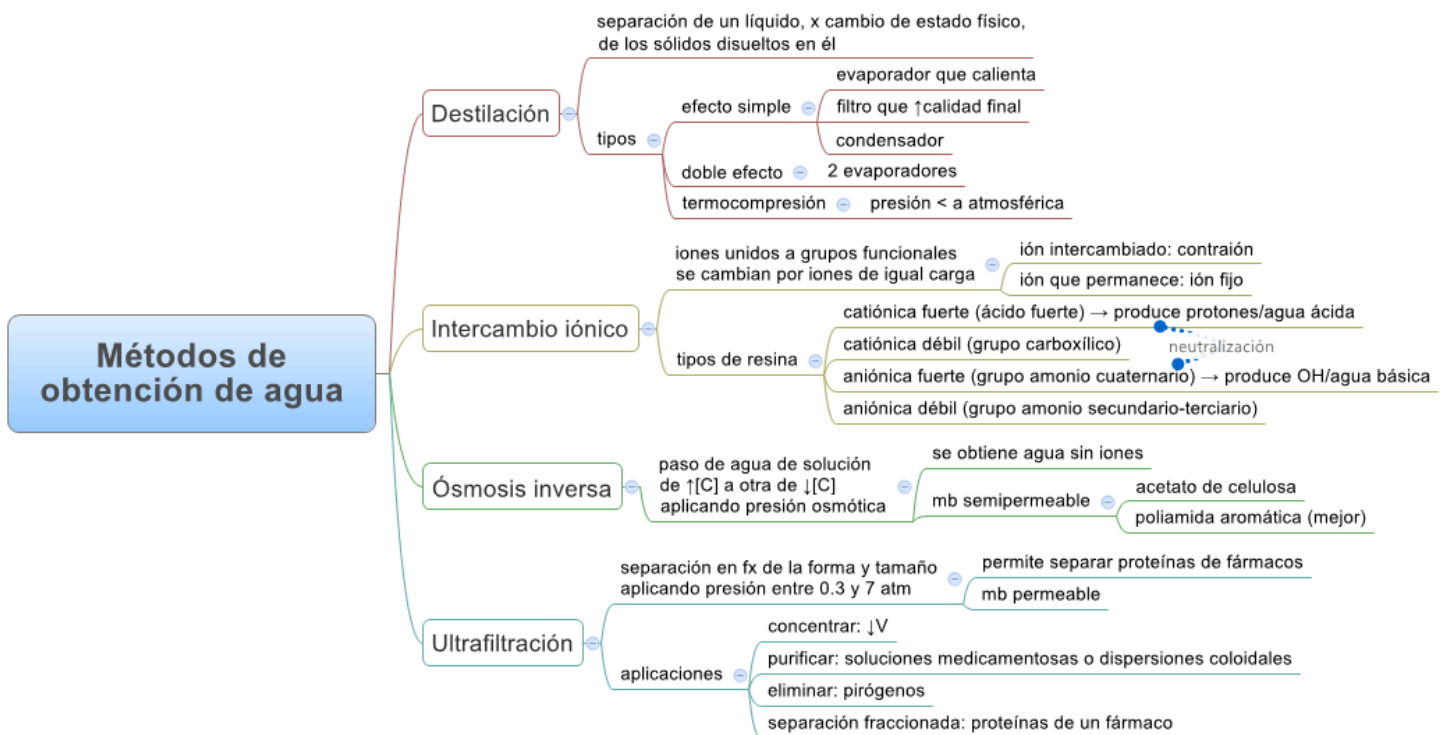 Métodos de
obtención de agua
Destilación
separación de un líquido, x cambio de estado físico,
de los sólidos disueltos en él
tipos
efecto simple
evaporador que calienta
filtro que ↑calidad final
condensador
doble efecto
2 evaporadores
termocompresión
presión < a atmosférica
Intercambio iónico
iones unidos a grupos funcionales
se cambian por iones de igual carga
ión intercambiado: contraión
ión que permanece: ión fijo
tipos de resina
catiónica fuerte (ácido fuerte) → produce protones/agua ácida
neutralización
catiónica débil (grupo carboxílico)
aniónica fuerte (grupo amonio cuaternario) → produce OH/agua básica
aniónica débil (grupo amonio secundario-terciario)
Ósmosis inversa
paso de agua de solución
de ↑[C] a otra de ↓[C]
aplicando presión osmótica
se obtiene agua sin iones
mb semipermeable
acetato de celulosa
poliamida aromática (mejor)
Ultrafiltración
separación en fx de la forma y tamaño
aplicando presión entre 0.3 y 7 atm
permite separar proteínas de fármacos
mb permeable
aplicaciones
concentrar: ↓V
purificar: soluciones medicamentosas o dispersiones coloidales
eliminar: pirógenos
separación fraccionada: proteínas de un fármaco